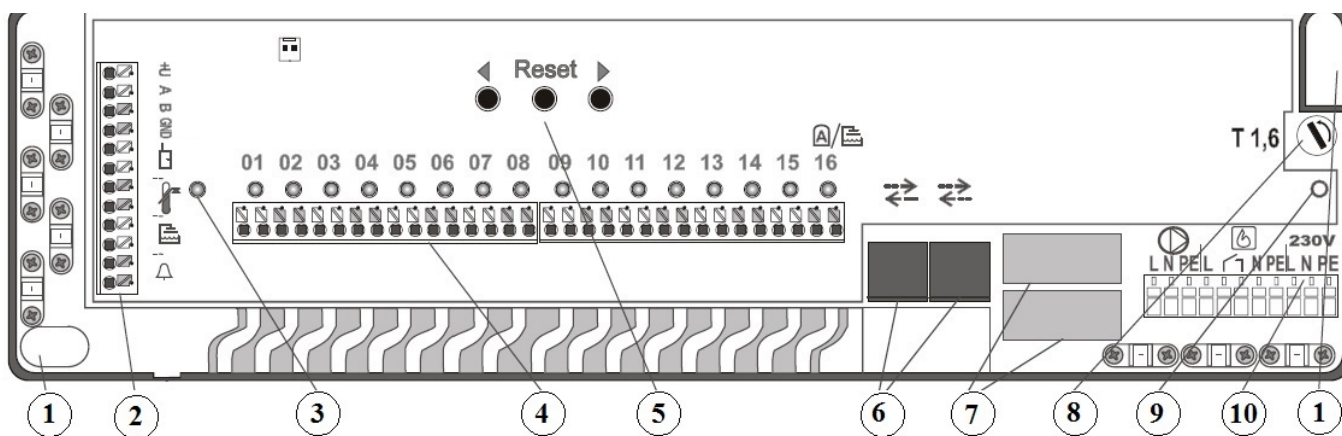 Reset
+U
A
B
GND
A/
T 1,6
01 02 03 04 05 06 07 08 09 10 11 12 13 14 15 16
230V
L N PE L N PE L N PE
1 2 3 4 5 6 7 8 9 10 1